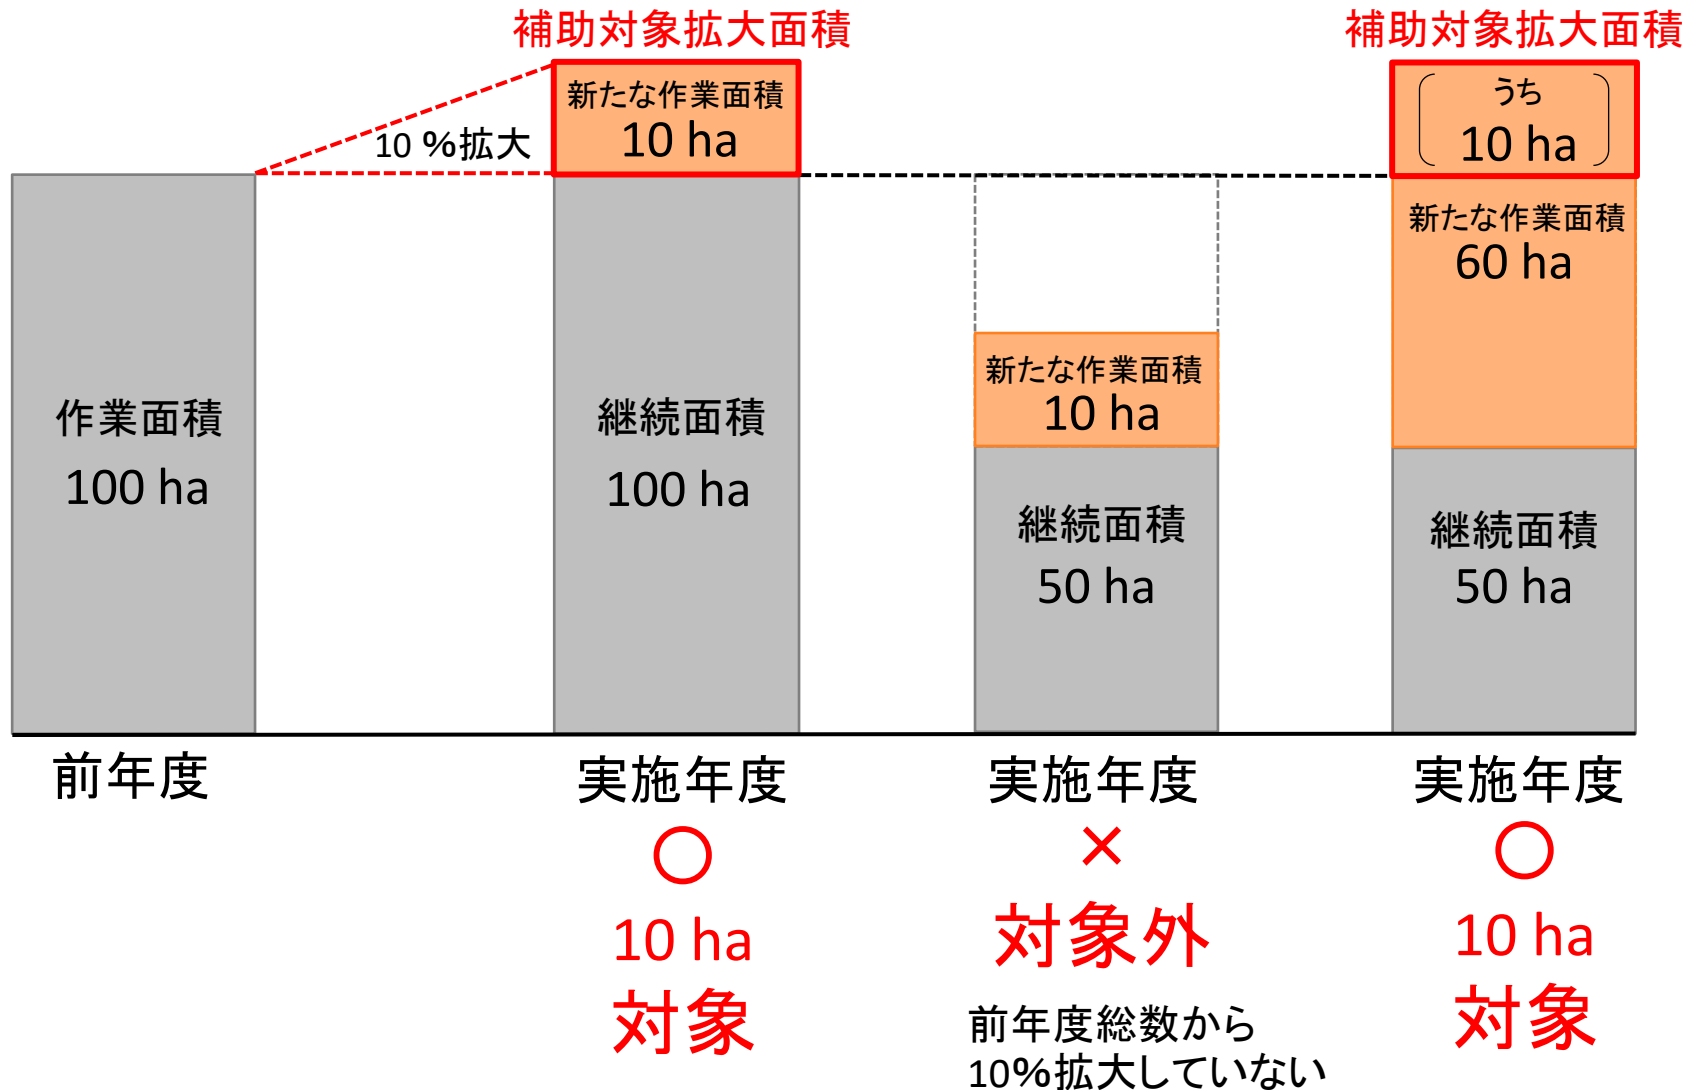 補助対象拡大面積
補助対象拡大面積
10 %拡大
新たな作業面積
10 ha
うち
10 ha
新たな作業面積
60 ha
新たな作業面積
10 ha
作業面積
100 ha
継続面積
100 ha
継続面積
50 ha
継続面積
50 ha
前年度
実施年度
実施年度
実施年度
○
×
○
10 ha
対象
対象外
前年度総数から
10%拡大していない
10 ha
対象